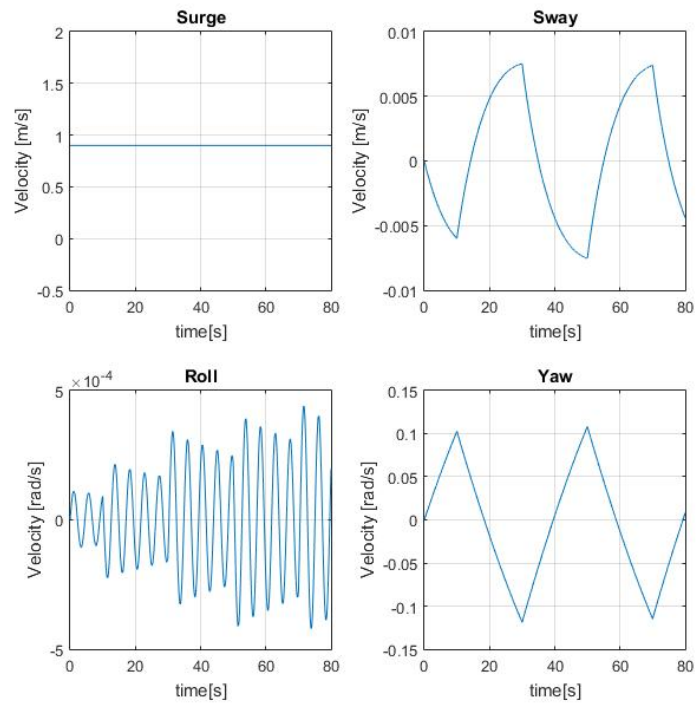 Surge
2
1.5
1
0.5
0
-0.5
Velocity [m/s]
0 20 40 60 80
time[s]
Sway
0.01
0.005
0
-0.005
-0.01
Velocity [m/s]
0 20 40 60 80
time[s]
Roll
×10⁻⁴
5
0
-5
Velocity [rad/s]
0 20 40 60 80
time[s]
Yaw
0.15
0.1
0.05
0
-0.05
-0.1
-0.15
Velocity [rad/s]
0 20 40 60 80
time[s]